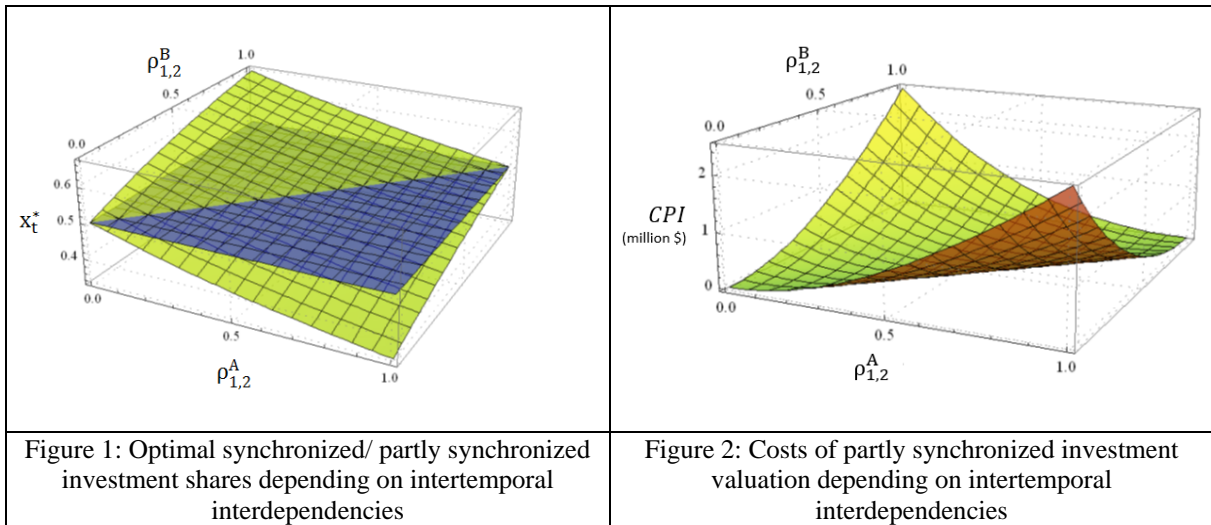 ρ^B_{1,2}
1.0
0.5
0.0
0.6
0.5
0.4
x^*_t
0.0
0.5
1.0
ρ^A_{1,2}
ρ^B_{1,2}
1.0
0.5
0.0
2
1
0
CPI
(million $)
0.0
0.5
1.0
ρ^A_{1,2}
Figure 1: Optimal synchronized/ partly synchronized
investment shares depending on intertemporal
interdependencies
Figure 2: Costs of partly synchronized investment
valuation depending on intertemporal
interdependencies